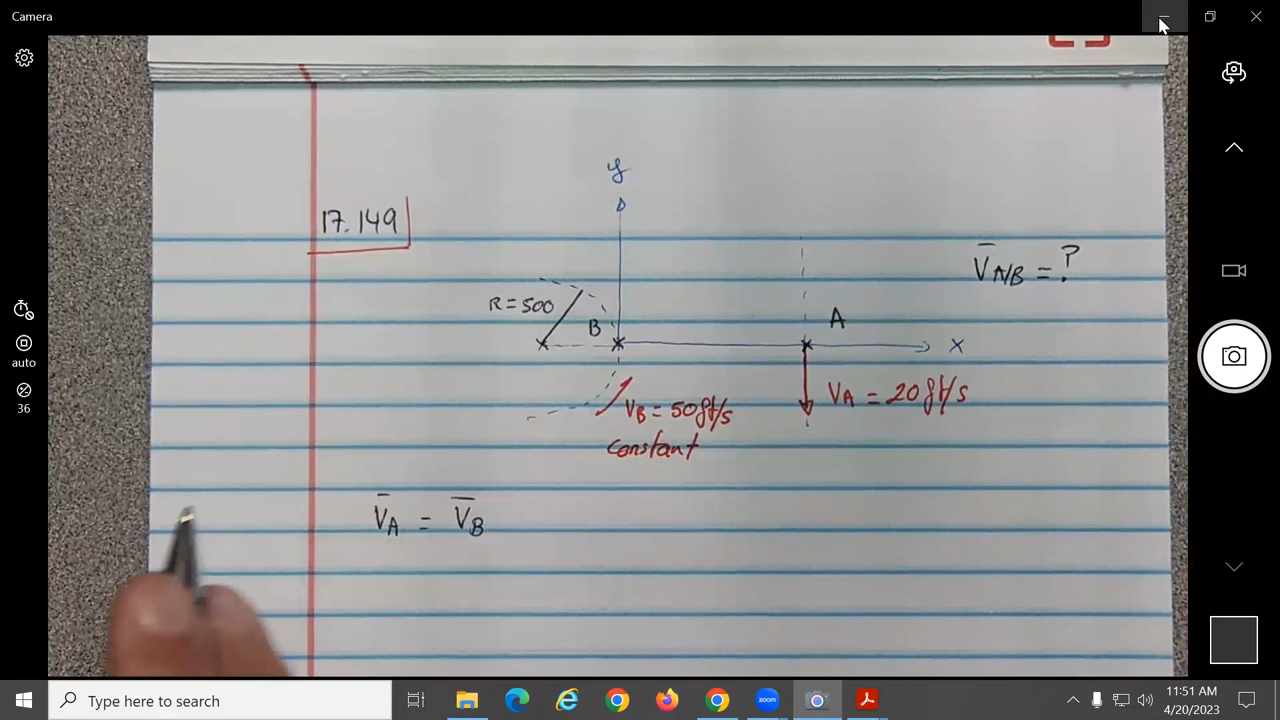 Camera
y
17.149
V̄A/B = ?
R = 500
B
A
x
VA = 20 ft/s
VB = 50 ft/s
constant
V̄A = V̄B
auto
36
Type here to search
zoom
11:51 AM
4/20/2023